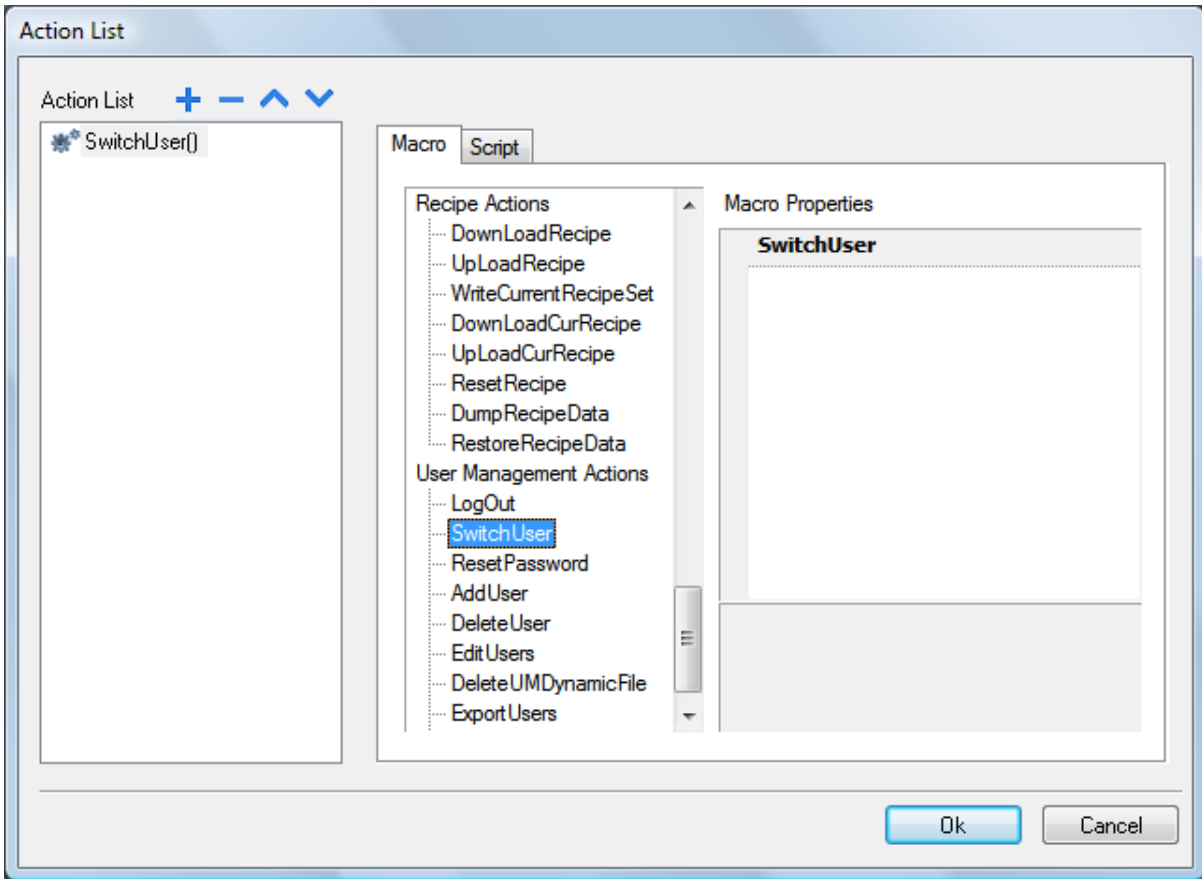 Action List
Action List
SwitchUser()
Macro
Script
Recipe Actions
DownLoadRecipe
UpLoadRecipe
WriteCurrentRecipeSet
DownLoadCurRecipe
UpLoadCurRecipe
ResetRecipe
DumpRecipeData
RestoreRecipeData
User Management Actions
LogOut
SwitchUser
ResetPassword
AddUser
DeleteUser
EditUsers
DeleteUMDynamicFile
ExportUsers
Macro Properties
SwitchUser
Ok
Cancel